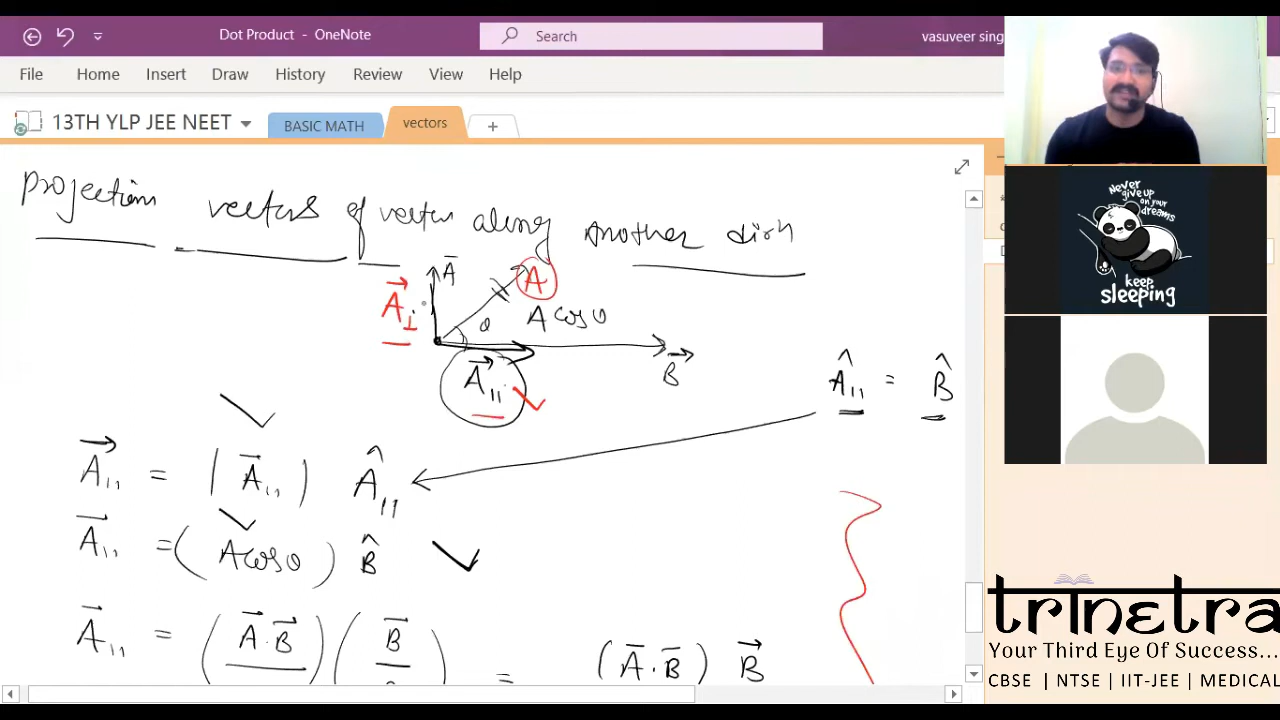 Dot Product - OneNote
Search
vasuveer sing
File Home Insert Draw History Review View Help
13TH YLP JEE NEET
BASIC MATH
vectors
+
projection vectors of vector along Another dirn
A⃗⊥
Ā
A
θ
A cosθ
A⃗॥
B⃗
Â॥ = B̂
A⃗॥ = |Ā॥| Â॥
Ā॥ = (A cosθ) B̂
A⃗॥ = (A⃗·B⃗)(B̄) = (Ā·B̄) B⃗
Never give up on your DREAMS
keep sleeping
trinetra
Your Third Eye Of Success...
CBSE | NTSE | IIT-JEE | MEDICAL